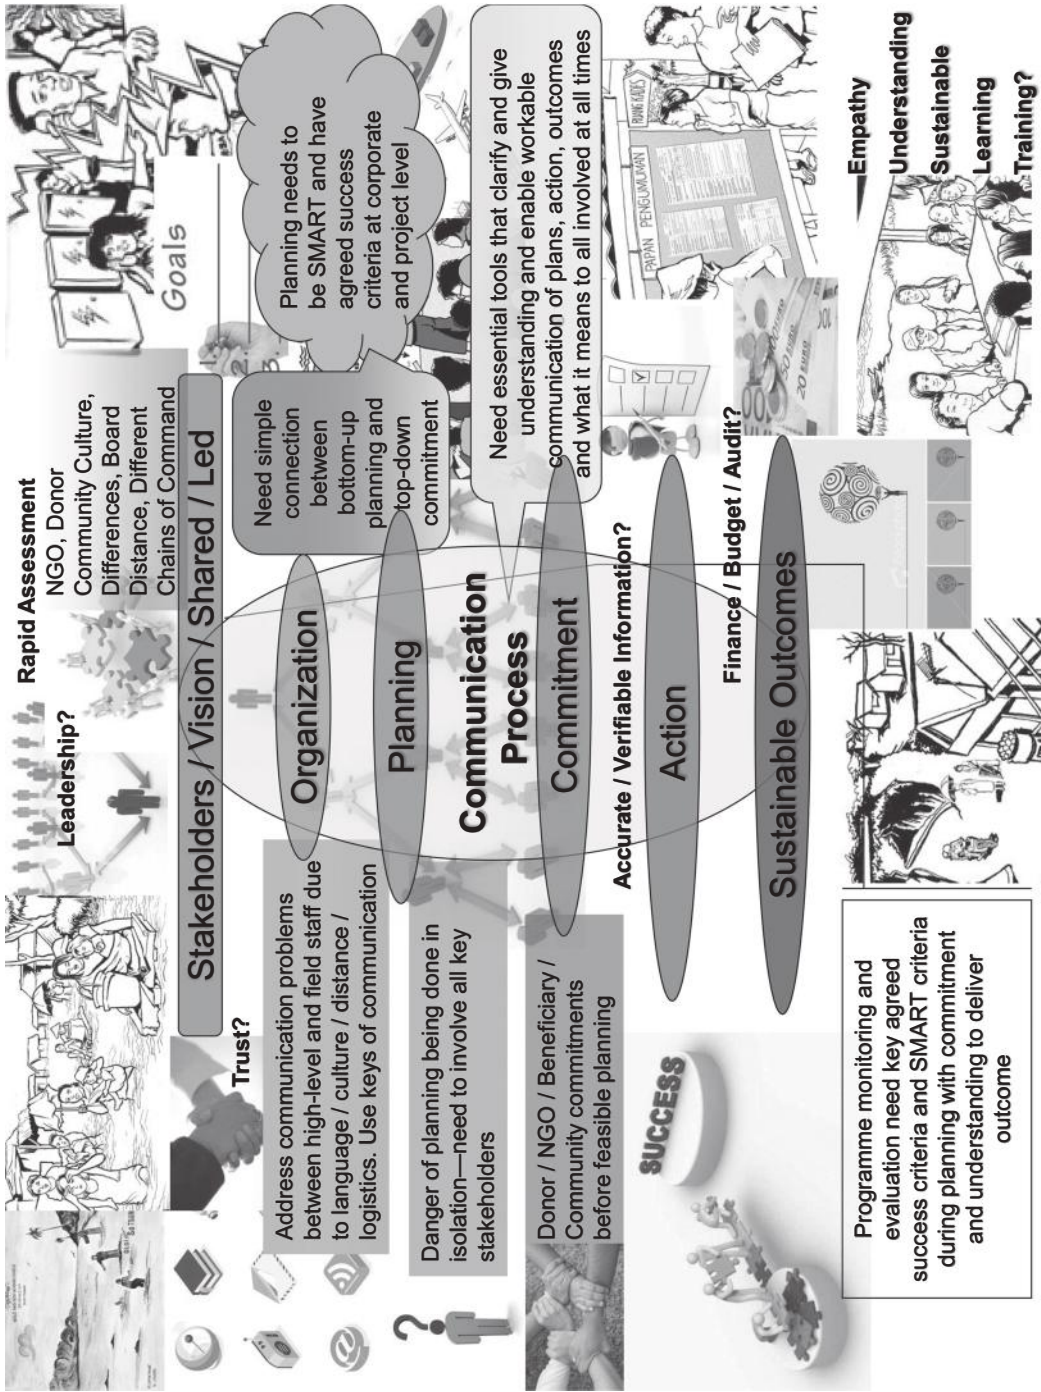 Leadership?
Rapid Assessment
NGO, Donor
Community Culture,
Differences, Board
Distance, Different
Chains of Command
Goals
Trust?
Stakeholders / Vision / Shared / Led
Planning needs to
be SMART and have
agreed success
criteria at corporate
and project level
Need simple
connection
between
bottom-up
planning and
top-down
commitment
Address communication problems
between high-level and field staff due
to language / culture / distance /
logistics. Use keys of communication
Organization
Danger of planning being done in
isolation—need to involve all key
stakeholders
Planning
Communication
Process
Need essential tools that clarify and give
understanding and enable workable
communication of plans, action, outcomes
and what it means to all involved at all times
Donor / NGO / Beneficiary /
Community commitments
before feasible planning
Commitment
Accurate / Verifiable Information?
PAPAN PENGUMUMAN
RUANG KADES
Action
SUCCESS
Finance / Budget / Audit?
50 EURO
20 EURO
Sustainable Outcomes
Empathy
Understanding
Sustainable
Learning
Training?
Programme monitoring and
evaluation need key agreed
success criteria and SMART criteria
during planning with commitment
and understanding to deliver
outcome